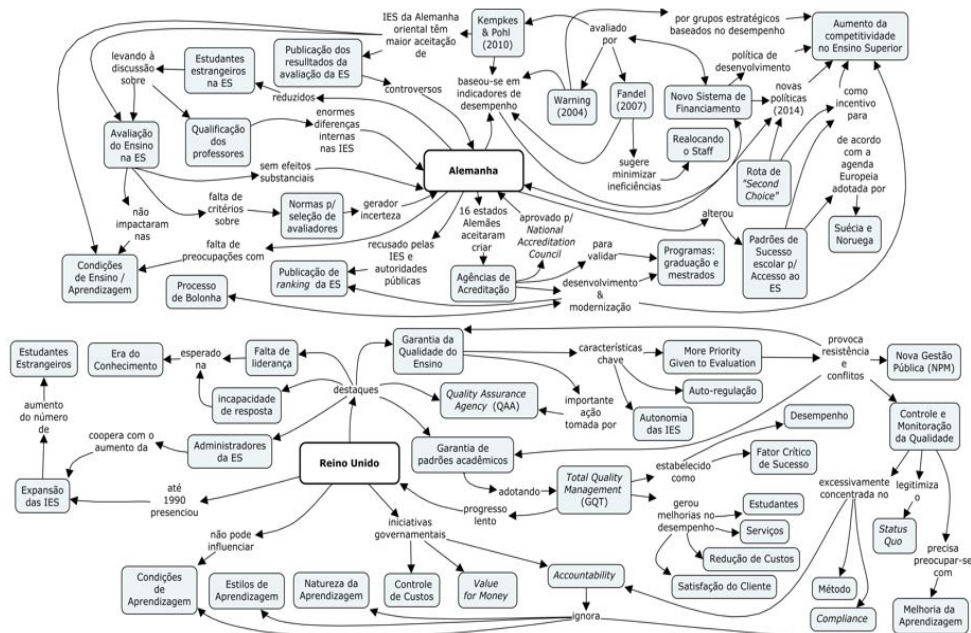 IES da Alemanha
oriental têm
maior aceitação
de
Kempkes
& Pohl
(2010)
avaliado
por
por grupos estratégicos
baseados no desempenho
Aumento da
competitividade
no Ensino Superior
levando à
discussão
sobre
Estudantes
estrangeiros
na ES
Publicação dos
resultados da
avaliação da ES
controversos
reduzidos
baseou-se em
indicadores de
desempenho
Warning
(2004)
Fandel
(2007)
política de
desenvolvimento
Novo Sistema de
Financiamento
novas
políticas
(2014)
como
incentivo
para
Avaliação
do Ensino
na ES
Qualificação
dos
professores
enormes
diferenças
internas
nas IES
Realocando
o Staff
sugere
minimizar
ineficiências
Rota de
"Second
Choice"
de acordo
com a
agenda
Europeia
adotada por
Alemanha
sem efeitos
substanciais
não
impactaram
nas
falta de
critérios
sobre
Normas p/
seleção de
avaliadores
gerador
incerteza
16 estados
Alemães
aceitaram
criar
aprovado p/
National
Accreditation
Council
alterou
Suécia e
Noruega
Condições
de Ensino /
Aprendizagem
falta de
preocupações com
recusado pelas
IES e
autoridades
públicas
para
validar
Programas:
graduação e
mestrados
Padrões de
Sucesso
escolar p/
Accesso ao
ES
Processo
de Bolonha
Publicação de
ranking da ES
Agências de
Acreditação
desenvolvimento
&
modernização
Estudantes
Estrangeiros
Era do
Conhecimento
esperado
na
Falta de
liderança
Garantia da
Qualidade do
Ensino
características
chave
More Priority
Given to Evaluation
provoca
resistência
e
conflitos
Nova Gestão
Pública (NPM)
destaques
incapacidade
de resposta
Quality Assurance
Agency (QAA)
importante
ação
tomada por
Auto-regulação
Autonomia
das IES
aumento
do número
de
coopera com o
aumento da
Administradores
da ES
Garantia de
padrões acadêmicos
Desempenho
Controle e
Monitoração
da Qualidade
Reino Unido
adotando
Total Quality
Management
(GQT)
estabelecido
como
Fator Crítico
de Sucesso
Expansão
das IES
até
1990
presenciou
progresso
lento
gerou
melhorias no
desempenho
Estudantes
Serviços
Redução de Custos
Satisfação do Cliente
excessivamente
concentrada no
legitimiza
o
Status
Quo
não pode
influenciar
iniciativas
governamentais
precisa
preocupar-se
com
Condições
de
Aprendizagem
Estilos de
Aprendizagem
Natureza da
Aprendizagem
Controle
de
Custos
Value
for Money
Accountability
Método
Compliance
Melhoria da
Aprendizagem
ignora